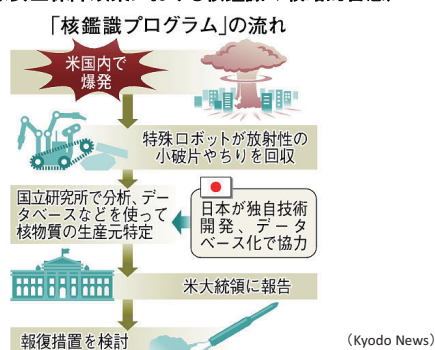 「核鑑識プログラム」の流れ
米国内で
爆発
特殊ロボットが放射性の
小破片やちりを回収
国立研究所で分析、デー
タベースなどを使って
核物質の生産元特定
日本が独自技術
開発、データ
ベース化で協力
米大統領に報告
報復措置を検討
(Kyodo News)